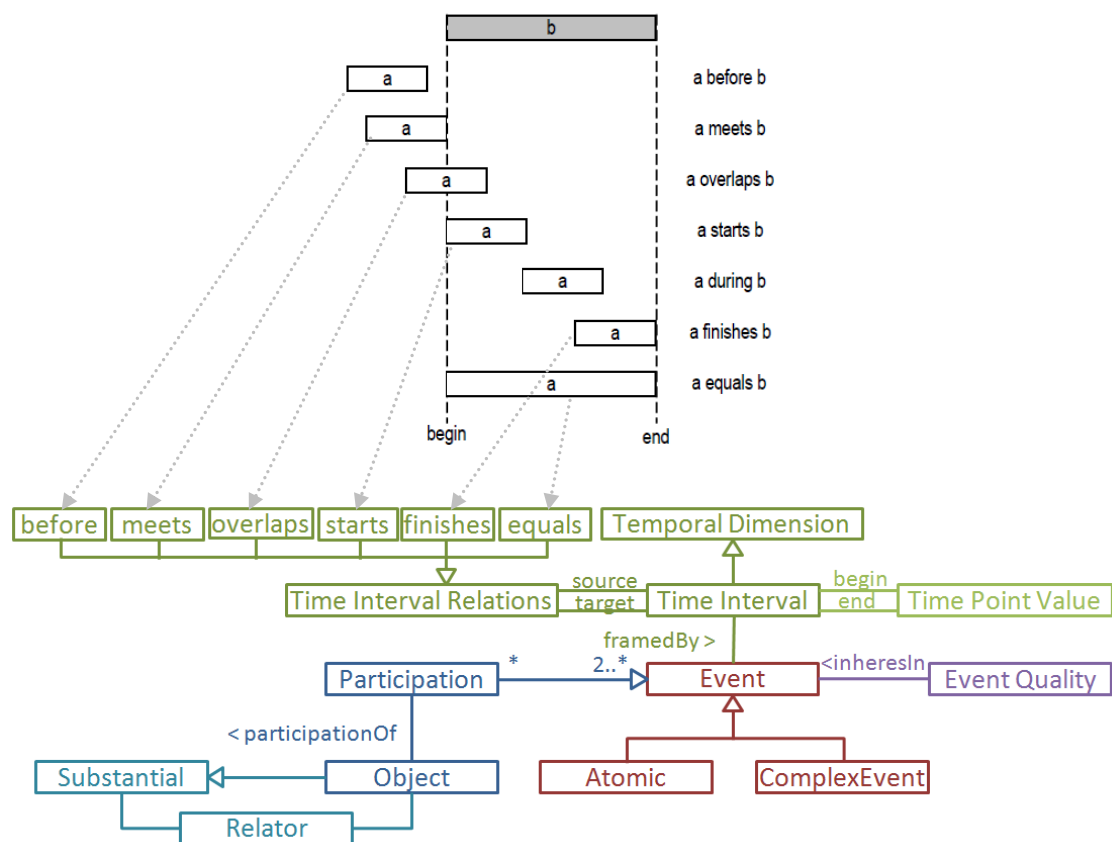 b
a
a before b
a
a meets b
a
a overlaps b
a
a starts b
a
a during b
a
a finishes b
a
a equals b
begin
end
before
meets
overlaps
starts
finishes
equals
Temporal Dimension
Time Interval Relations
source
target
Time Interval
begin
end
Time Point Value
framedBy >
Participation
*
2..*
Event
<inheresIn
Event Quality
< participationOf
Substantial
Object
Atomic
ComplexEvent
Relator